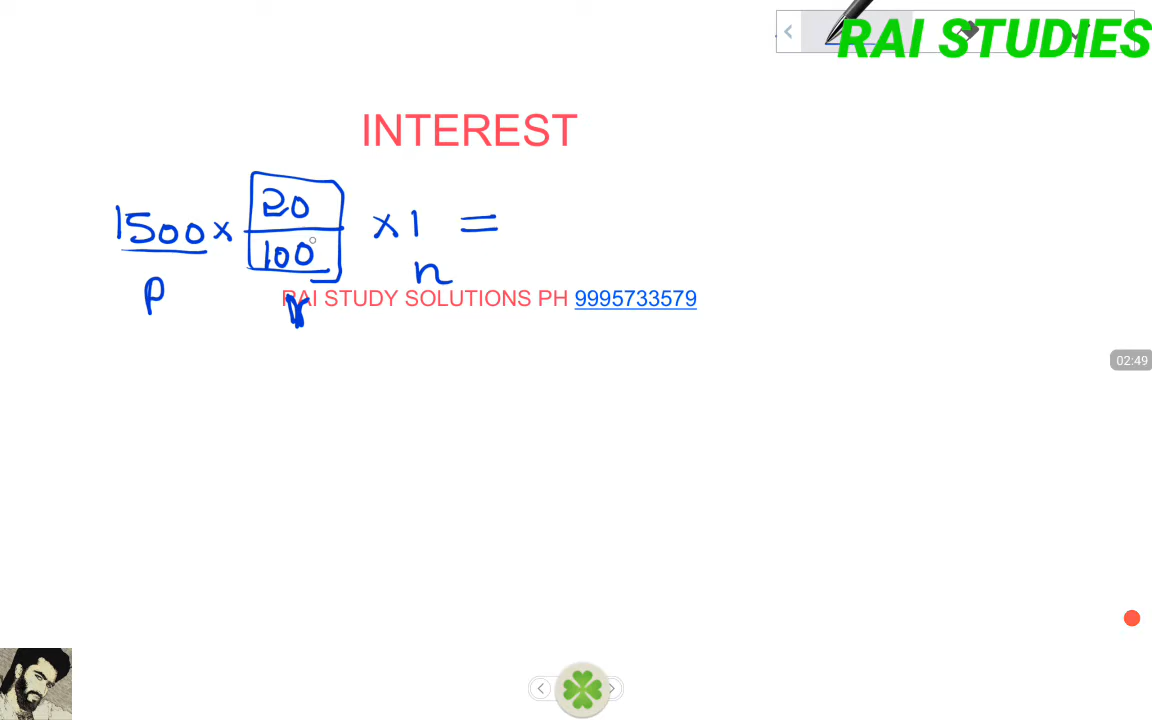 RAI STUDIES
INTEREST
1500 × 20/100 × 1 =
p r n
RAI STUDY SOLUTIONS PH 9995733579
02:49